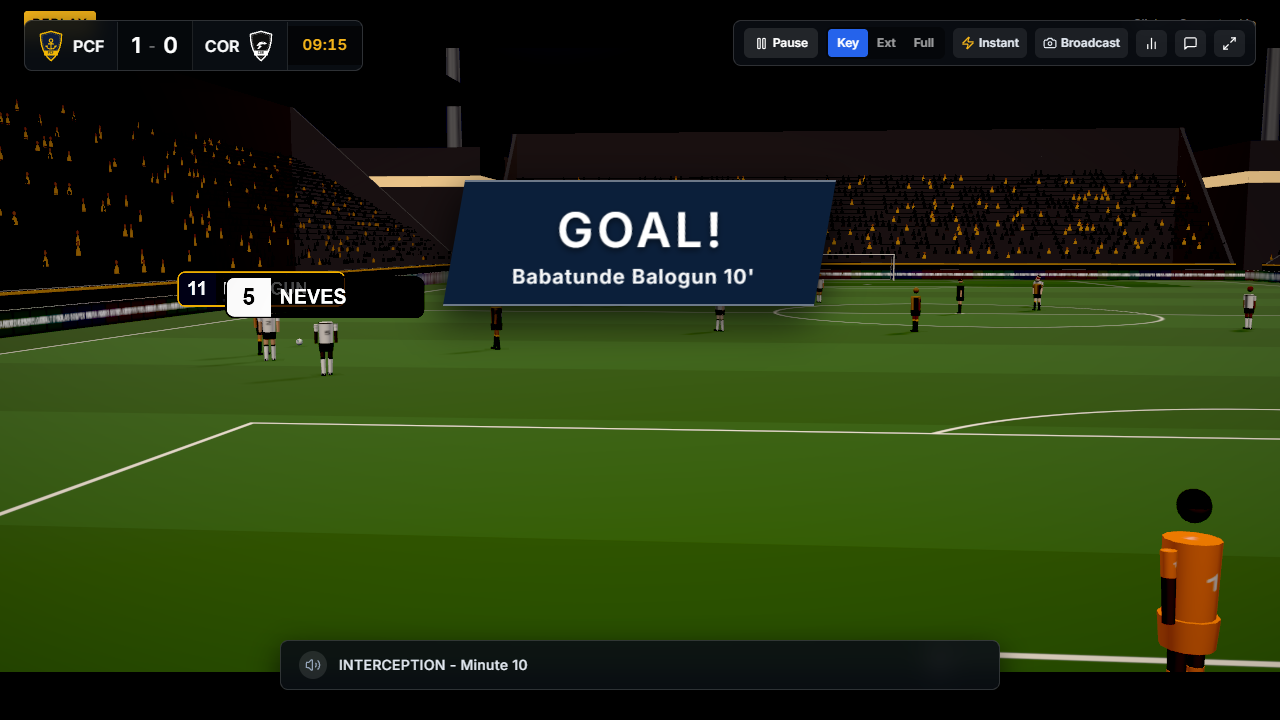 PCF 1 - 0 COR 09:15
Pause Key Ext Full Instant Broadcast
GOAL!
Babatunde Balogun 10'
11
5 NEVES
1
INTERCEPTION - Minute 10